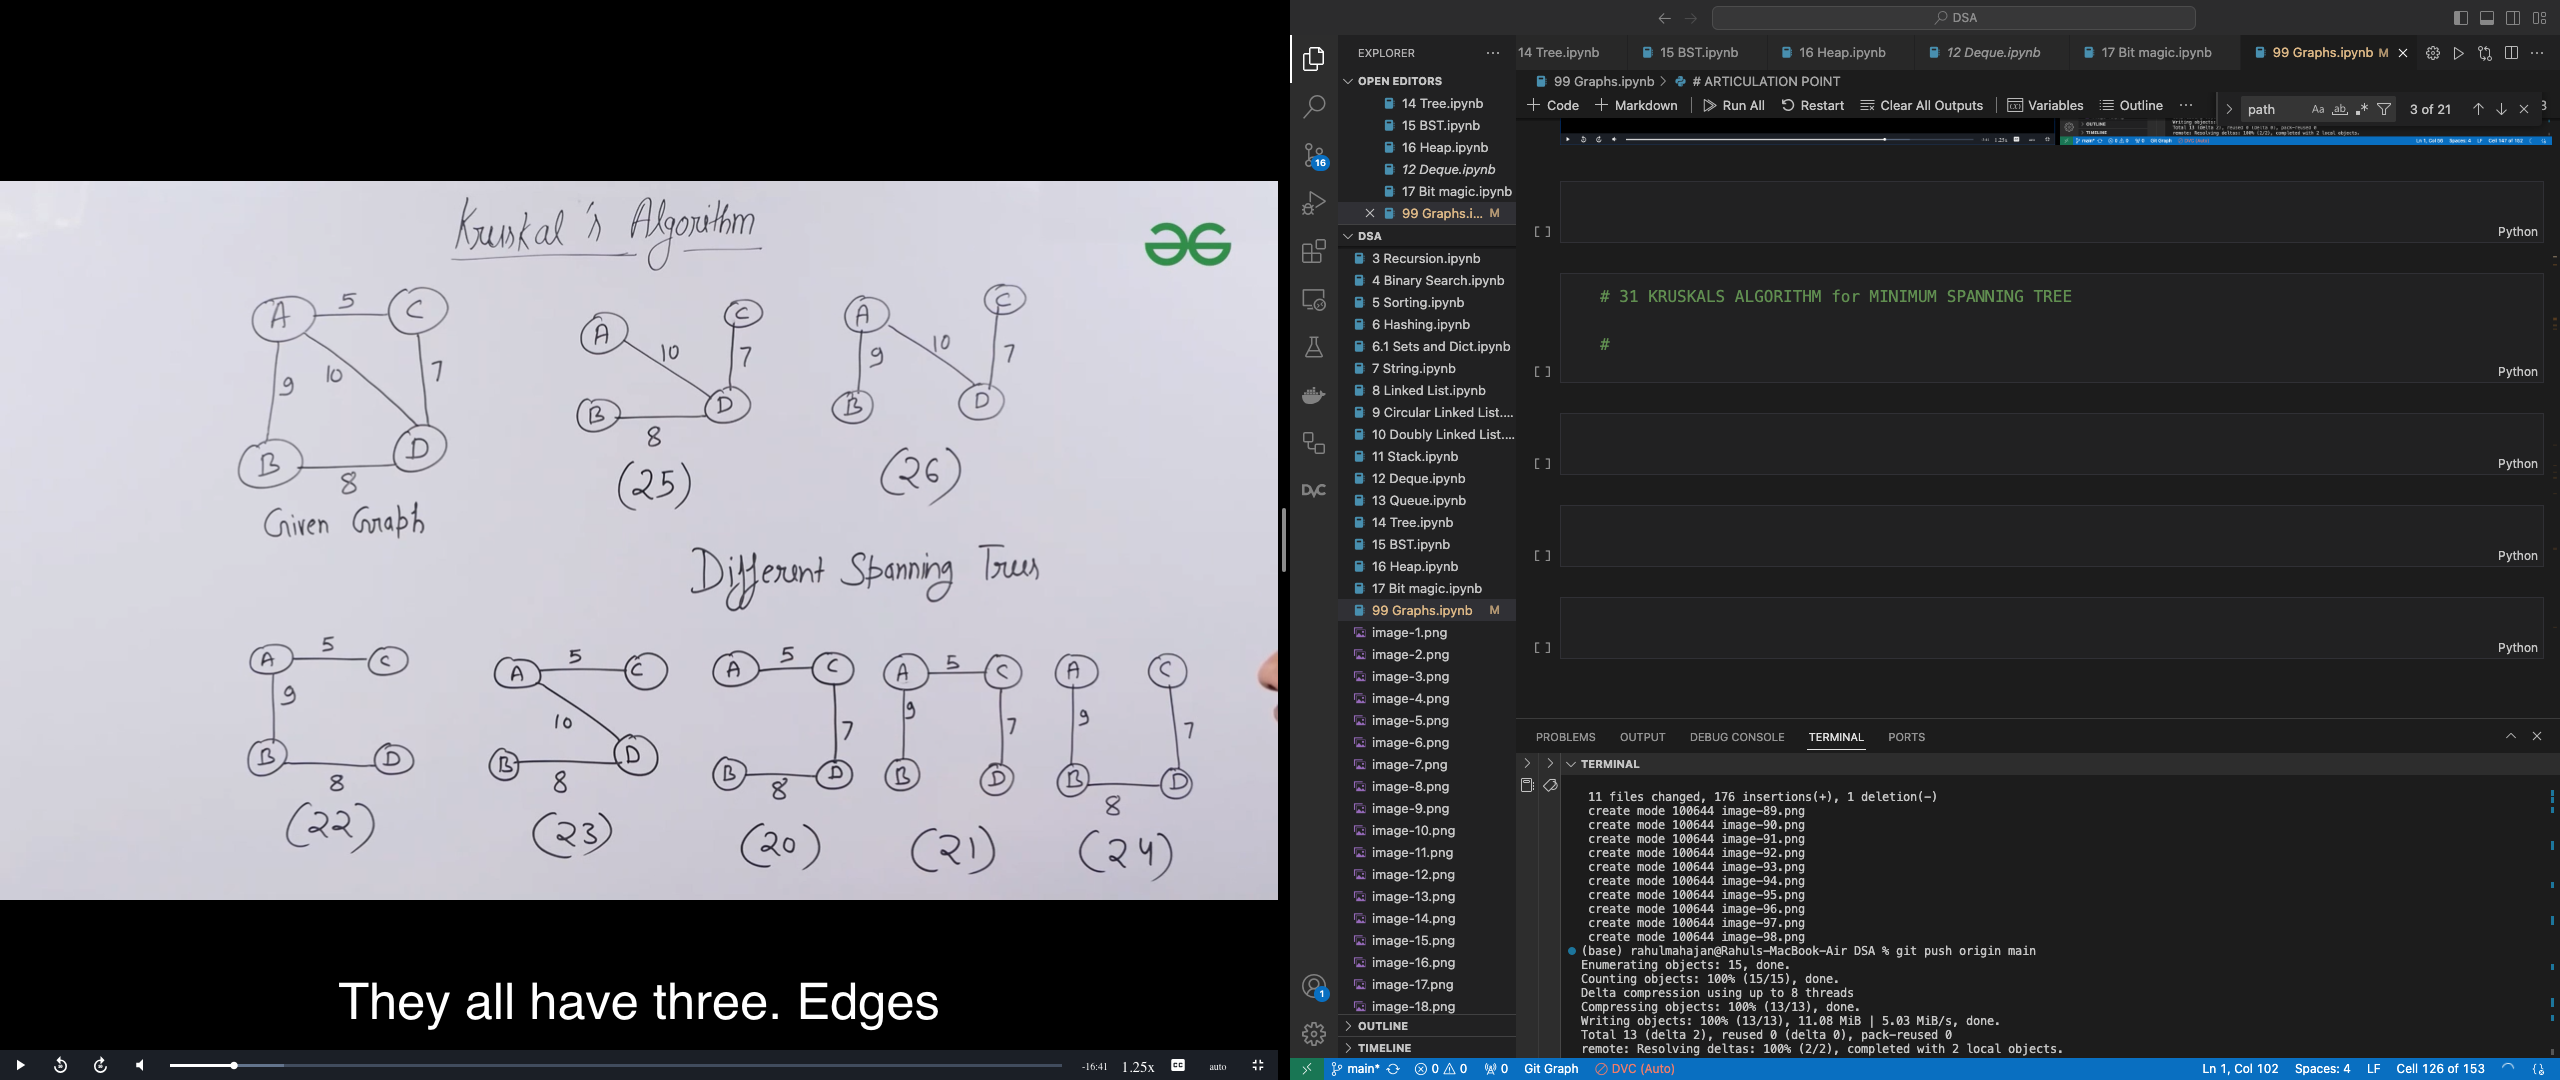 Kruskal's Algorithm
A
5
C
9
10
7
B
8
D
Given Graph
A
C
10
7
B
D
8
(25)
A
C
9
10
7
B
D
(26)
Different Spanning Trees
A
5
C
9
B
8
D
(22)
A
5
C
10
B
8
D
(23)
A
5
C
7
B
8
D
(20)
A
5
C
9
7
B
D
(21)
A
C
9
7
B
8
D
(24)
They all have three. Edges
-16:41
1.25x
CC
auto
DSA
EXPLORER
OPEN EDITORS
14 Tree.ipynb
15 BST.ipynb
16 Heap.ipynb
12 Deque.ipynb
17 Bit magic.ipynb
99 Graphs.i... M
DSA
3 Recursion.ipynb
4 Binary Search.ipynb
5 Sorting.ipynb
6 Hashing.ipynb
6.1 Sets and Dict.ipynb
7 String.ipynb
8 Linked List.ipynb
9 Circular Linked List....
10 Doubly Linked List....
11 Stack.ipynb
12 Deque.ipynb
13 Queue.ipynb
14 Tree.ipynb
15 BST.ipynb
16 Heap.ipynb
17 Bit magic.ipynb
99 Graphs.ipynb M
image-1.png
image-2.png
image-3.png
image-4.png
image-5.png
image-6.png
image-7.png
image-8.png
image-9.png
image-10.png
image-11.png
image-12.png
image-13.png
image-14.png
image-15.png
image-16.png
image-17.png
image-18.png
OUTLINE
TIMELINE
16
DVC
1
14 Tree.ipynb 15 BST.ipynb 16 Heap.ipynb 12 Deque.ipynb 17 Bit magic.ipynb 99 Graphs.ipynb M
99 Graphs.ipynb > # ARTICULATION POINT
+ Code + Markdown Run All Restart Clear All Outputs Variables Outline ...
path Aa ab .* 3 of 21
[ ] Python
# 31 KRUSKALS ALGORITHM for MINIMUM SPANNING TREE
#
[ ] Python
[ ] Python
[ ] Python
[ ] Python
PROBLEMS OUTPUT DEBUG CONSOLE TERMINAL PORTS
TERMINAL
11 files changed, 176 insertions(+), 1 deletion(-)
create mode 100644 image-89.png
create mode 100644 image-90.png
create mode 100644 image-91.png
create mode 100644 image-92.png
create mode 100644 image-93.png
create mode 100644 image-94.png
create mode 100644 image-95.png
create mode 100644 image-96.png
create mode 100644 image-97.png
create mode 100644 image-98.png
(base) rahulmahajan@Rahuls-MacBook-Air DSA % git push origin main
Enumerating objects: 15, done.
Counting objects: 100% (15/15), done.
Delta compression using up to 8 threads
Compressing objects: 100% (13/13), done.
Writing objects: 100% (13/13), 11.08 MiB | 5.03 MiB/s, done.
Total 13 (delta 2), reused 0 (delta 0), pack-reused 0
remote: Resolving deltas: 100% (2/2), completed with 2 local objects.
main* 0 0 0 Git Graph DVC (Auto) Ln 1, Col 102 Spaces: 4 LF Cell 126 of 153